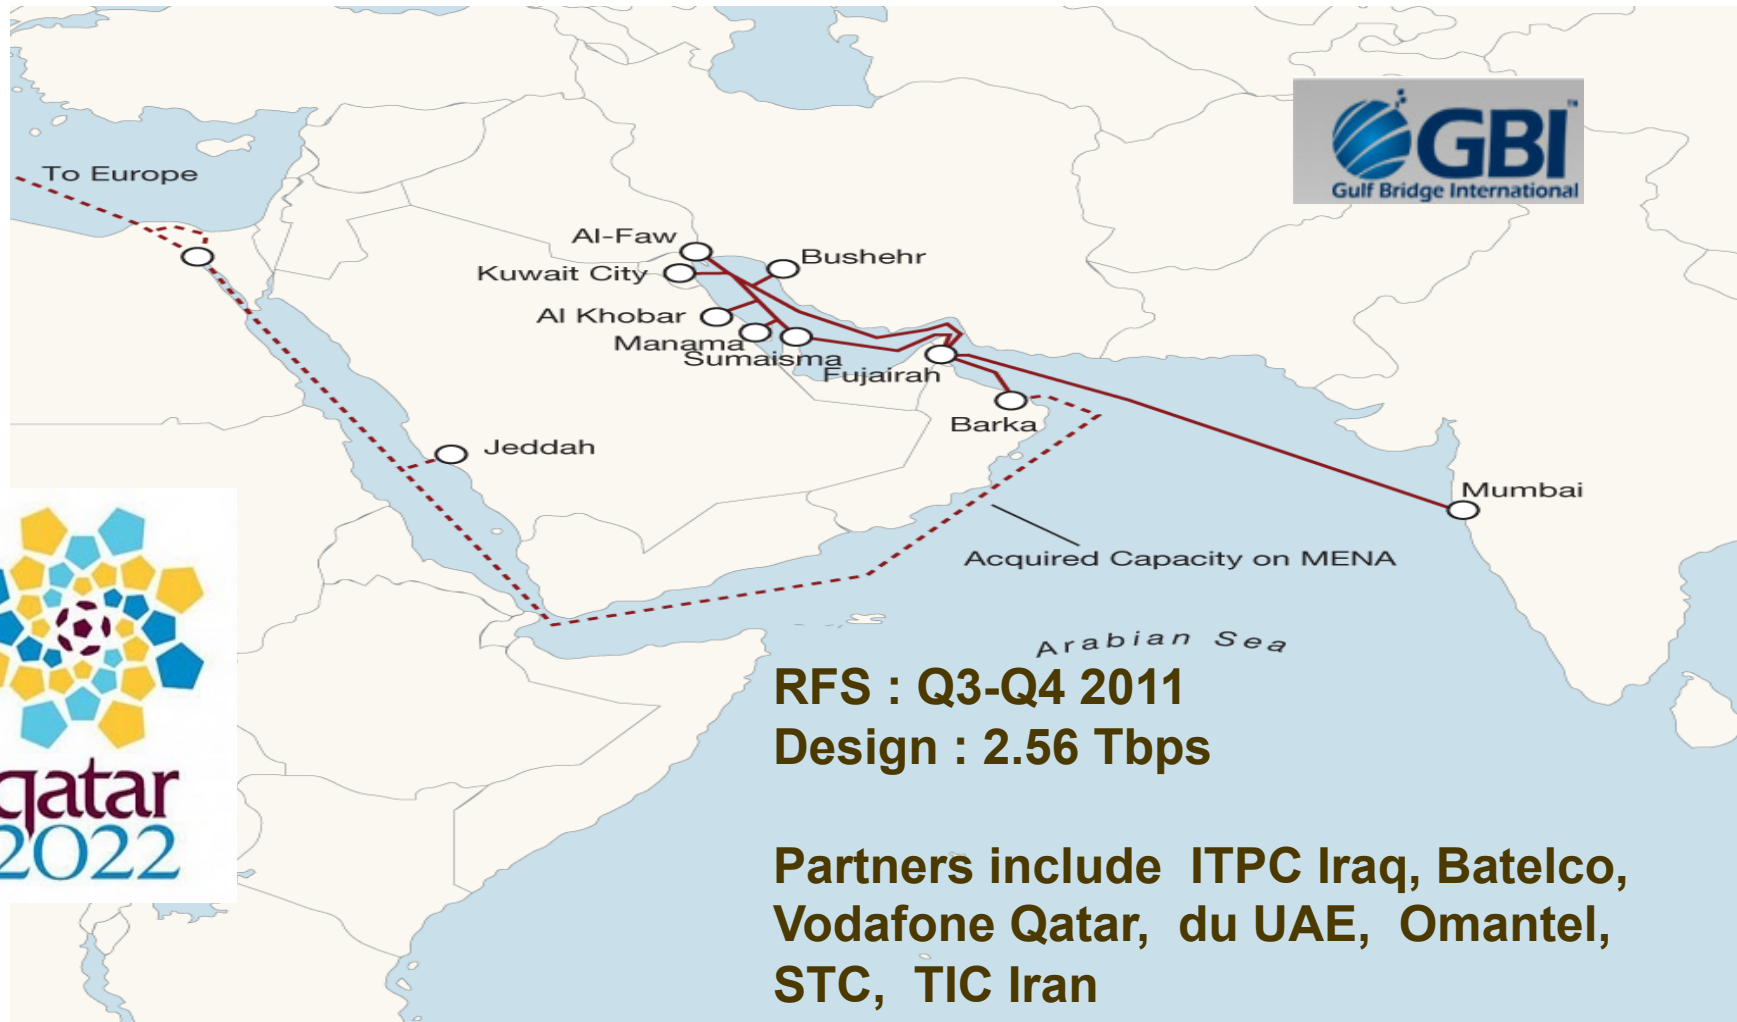 GBI™
Gulf Bridge International
To Europe
Al-Faw
Bushehr
Kuwait City
Al Khobar
Manama
Sumaisma
Fujairah
Barka
Jeddah
Mumbai
Acquired Capacity on MENA
Arabian Sea
qatar
2022
RFS : Q3-Q4 2011
Design : 2.56 Tbps
Partners include ITPC Iraq, Batelco,
Vodafone Qatar, du UAE, Omantel,
STC, TIC Iran